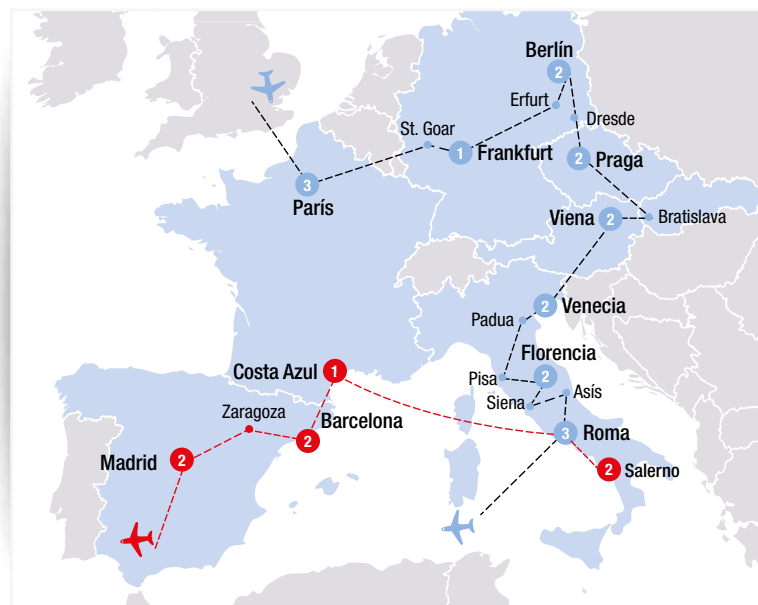 Berlín
2
Erfurt
Dresde
St. Goar
1
Frankfurt
2
Praga
3
París
Viena
2
Bratislava
2
Venecia
Padua
Florencia
2
Pisa
Asís
Siena
Costa Azul
1
Zaragoza
Barcelona
2
3
Roma
Madrid
2
2
Salerno